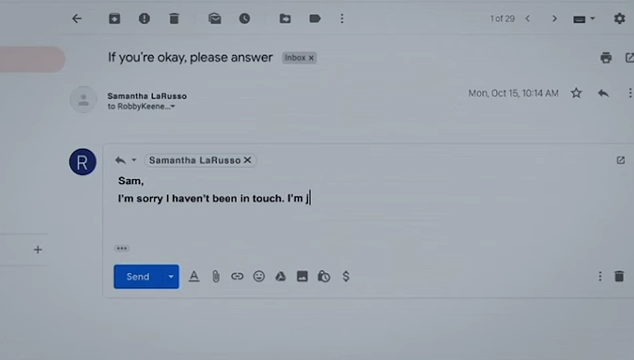 1 of 29
If you're okay, please answer Inbox x
Samantha LaRusso
Mon, Oct 15, 10:14 AM
to RobbyKeene...
R
Samantha LaRusso
Sam,
I'm sorry I haven't been in touch. I'm j
Send